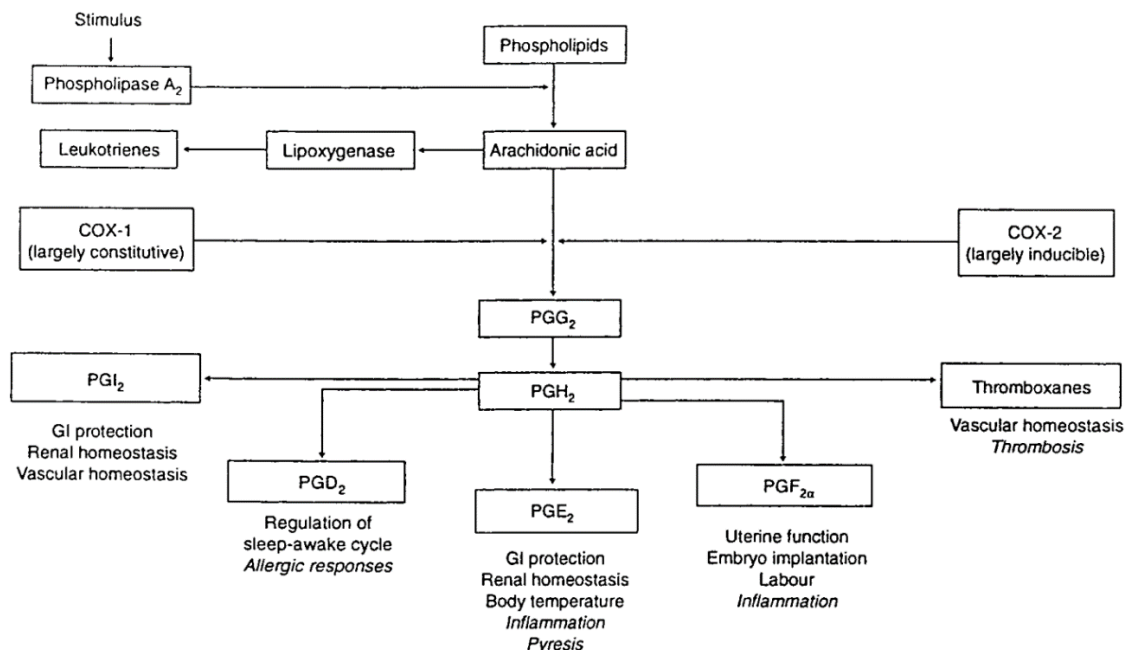 Stimulus
Phospholipids
Phospholipase A₂
Leukotrienes
Lipoxygenase
Arachidonic acid
COX-1
(largely constitutive)
COX-2
(largely inducible)
PGG₂
PGI₂
PGH₂
Thromboxanes
GI protection
Renal homeostasis
Vascular homeostasis
Vascular homeostasis
Thrombosis
PGD₂
PGE₂
PGF₂α
Regulation of
sleep-awake cycle
Allergic responses
GI protection
Renal homeostasis
Body temperature
Inflammation
Pyresis
Uterine function
Embryo implantation
Labour
Inflammation